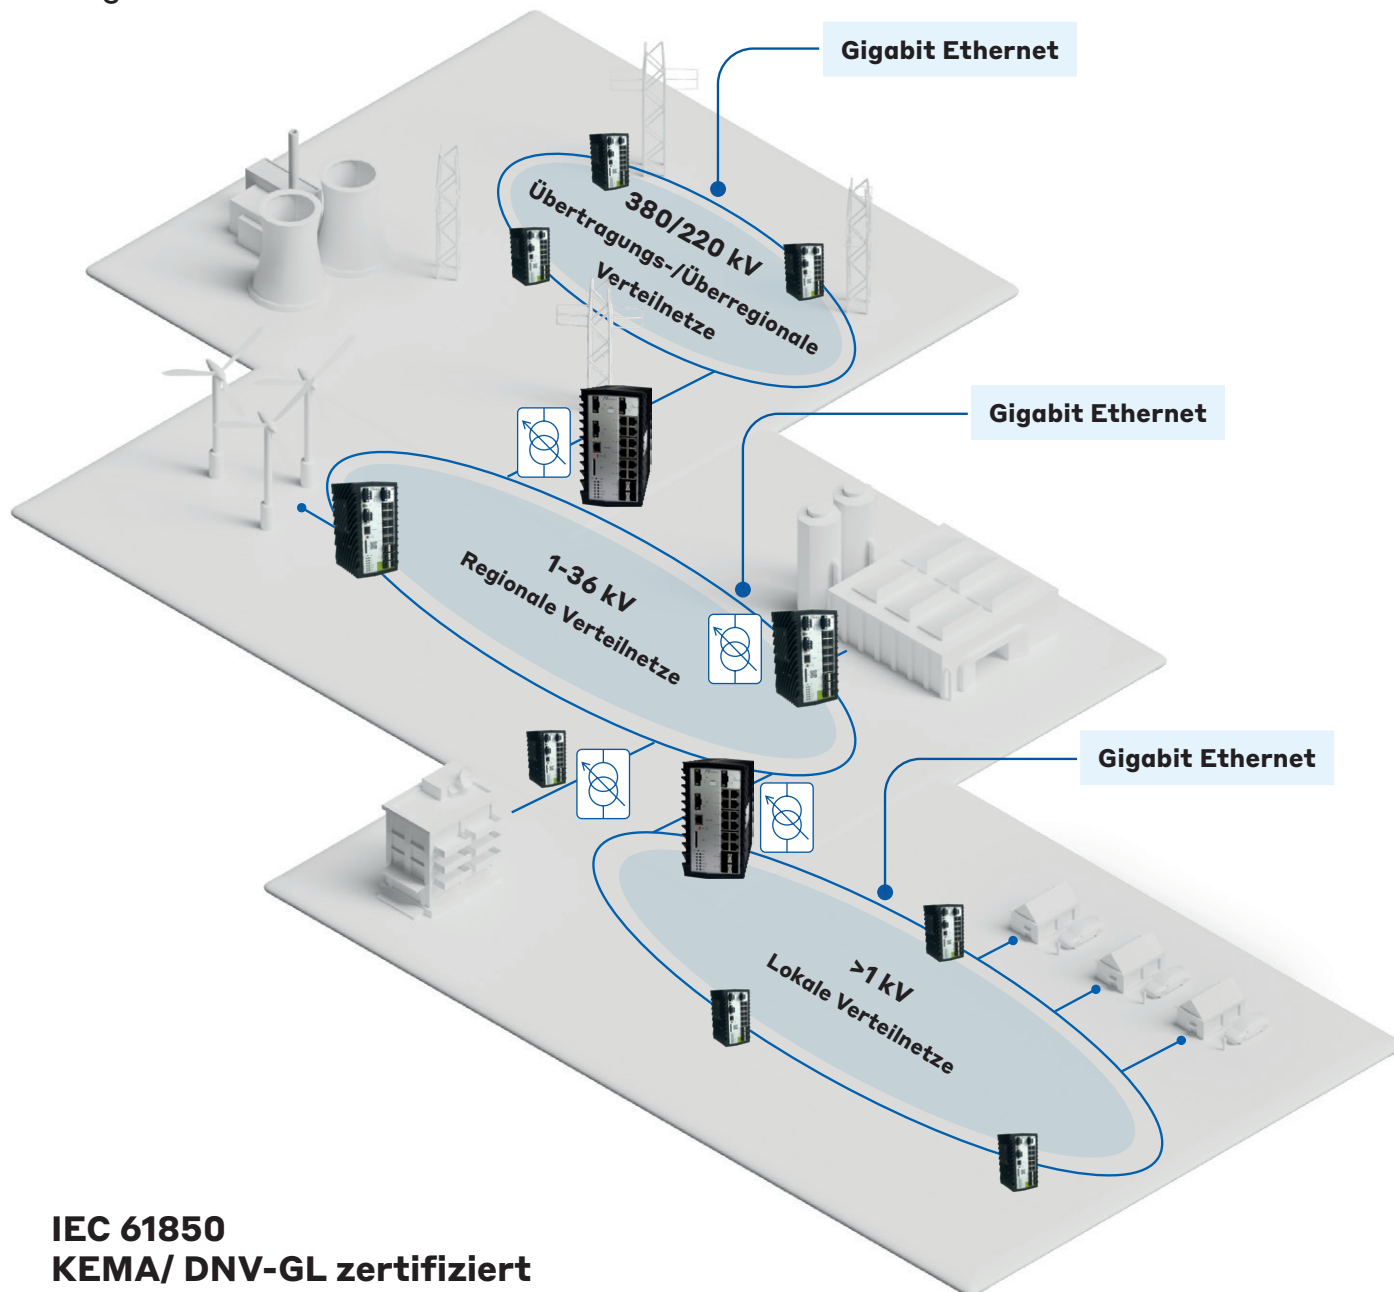 Gigabit Ethernet
380/220 kV
Übertragungs-/Überregionale
Verteilnetze
Gigabit Ethernet
1-36 kV
Regionale Verteilnetze
Gigabit Ethernet
>1 kV
Lokale Verteilnetze
IEC 61850
KEMA/ DNV-GL zertifiziert